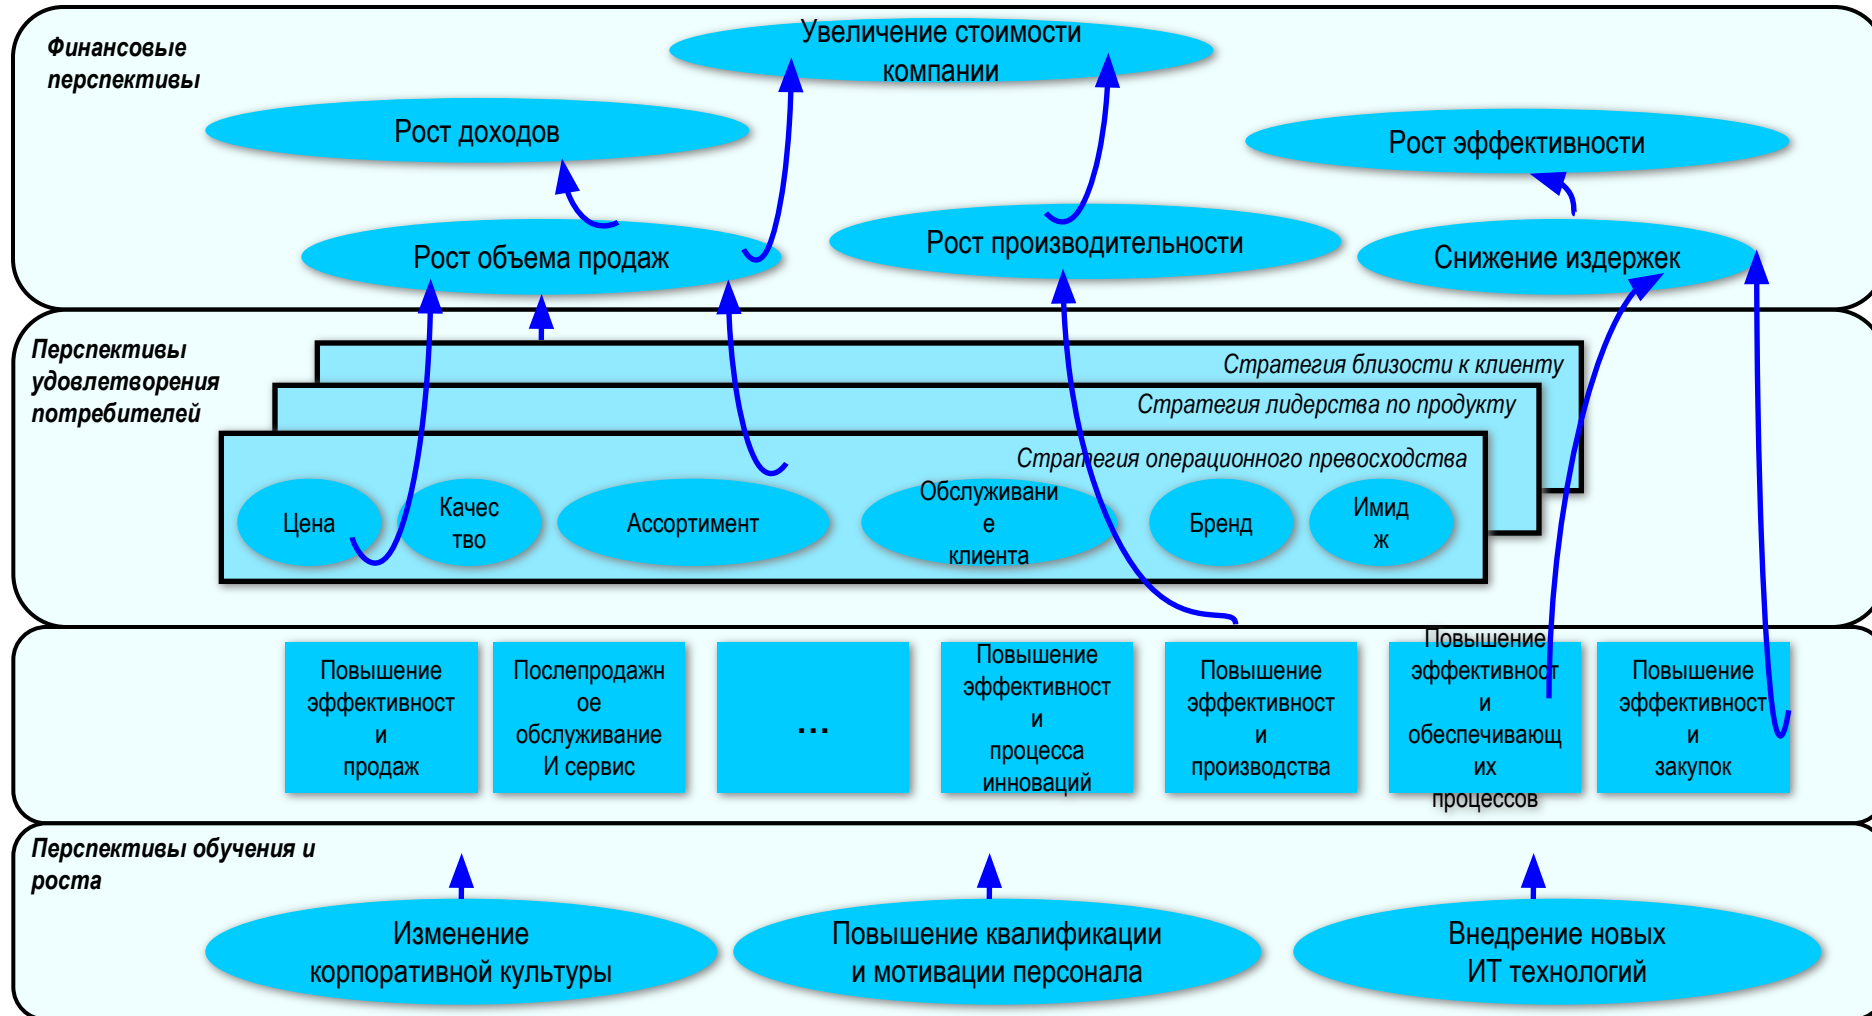 Финансовые
перспективы
Увеличение стоимости
компании
Рост доходов
Рост эффективности
Рост объема продаж
Рост производительности
Снижение издержек
Перспективы
удовлетворения
потребителей
Стратегия близости к клиенту
Стратегия лидерства по продукту
Стратегия операционного превосходства
Цена
Качес
тво
Ассортимент
Обслуживани
е
клиента
Бренд
Имид
ж
Повышение
эффективност
и
продаж
Послепродажн
ое
обслуживание
И сервис
...
Повышение
эффективност
и
процесса
инноваций
Повышение
эффективност
и
производства
Повышение
эффективност
и
обеспечивающ
их
процессов
Повышение
эффективност
и
закупок
Перспективы обучения и
роста
Изменение
корпоративной культуры
Повышение квалификации
и мотивации персонала
Внедрение новых
ИТ технологий